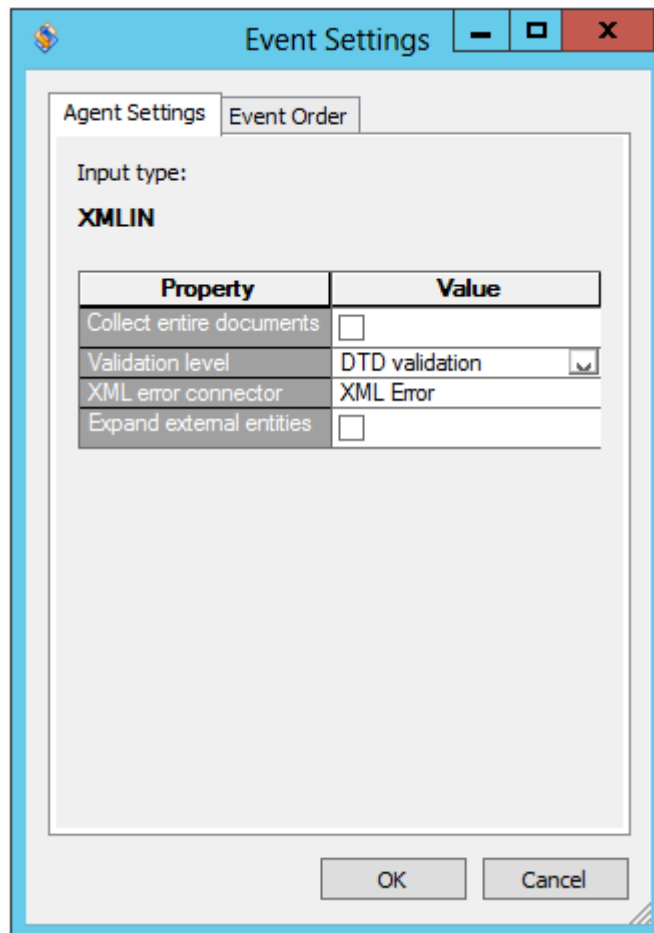 Event Settings
Agent Settings
Event Order
Input type:
XMLIN
Property Value
Collect entire documents
Validation level DTD validation
XML error connector XML Error
Expand external entities
OK Cancel